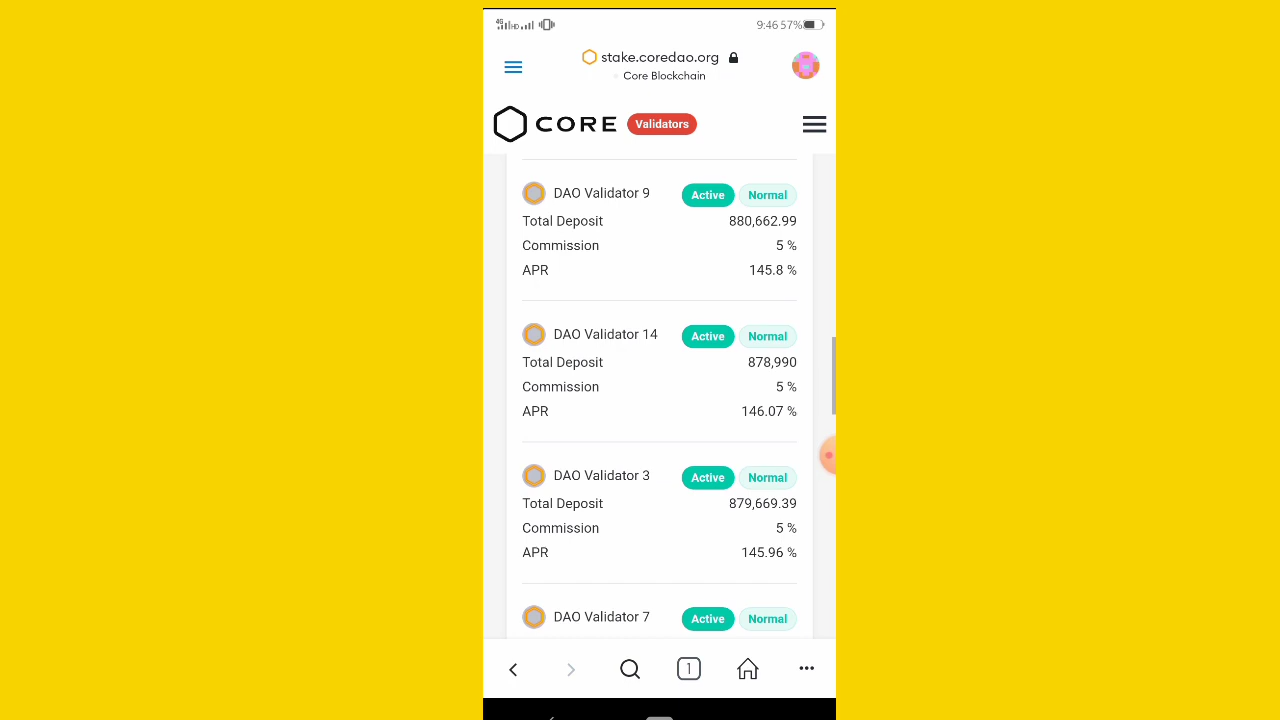 4G HD 9:46 57%
stake.coredao.org
Core Blockchain
CORE Validators
DAO Validator 9 Active Normal
Total Deposit 880,662.99
Commission 5 %
APR 145.8 %
DAO Validator 14 Active Normal
Total Deposit 878,990
Commission 5 %
APR 146.07 %
DAO Validator 3 Active Normal
Total Deposit 879,669.39
Commission 5 %
APR 145.96 %
DAO Validator 7 Active Normal
1